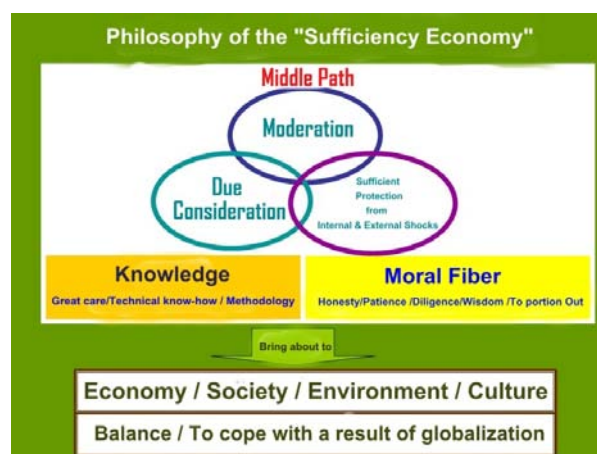 Philosophy of the "Sufficiency Economy"
Middle Path
Moderation
Due
Consideration
Sufficient
Protection
from
Internal & External Shocks
Knowledge
Great care/Technical know-how / Methodology
Moral Fiber
Honesty/Patience /Diligence/Wisdom /To portion Out
Bring about to
Economy / Society / Environment / Culture
Balance / To cope with a result of globalization